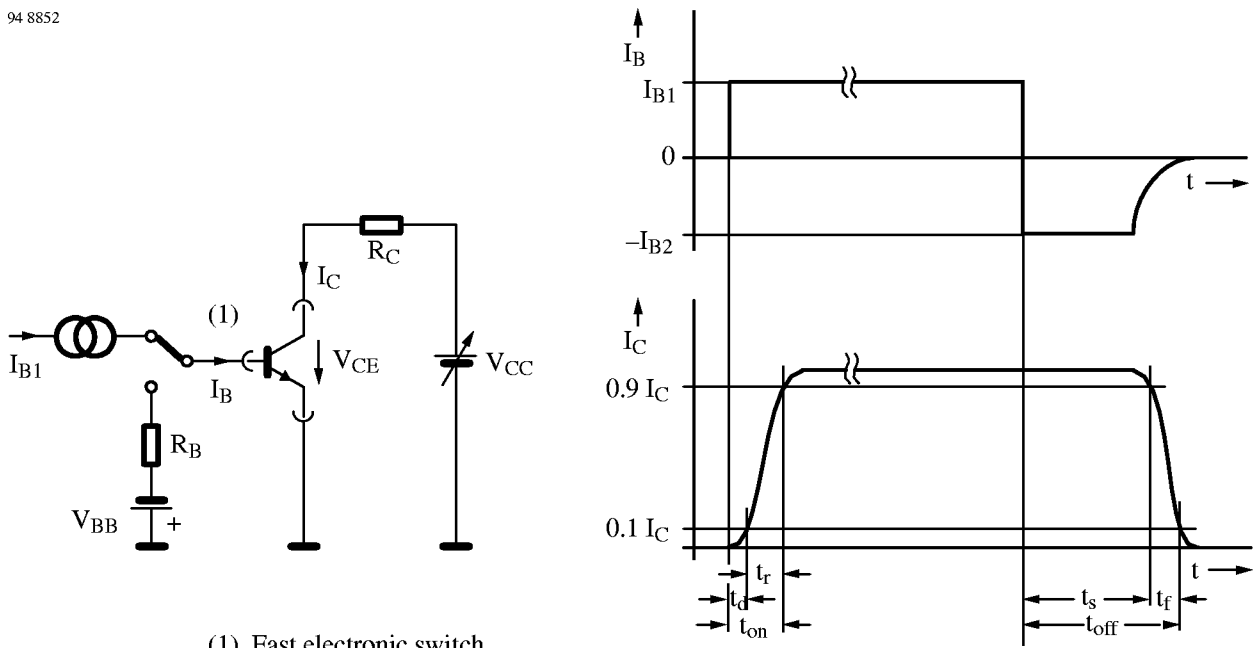 94 8852
I_B
I_B1
0
t
–I_B2
R_C
I_C
(1)
V_CE
V_CC
I_B1
I_B
R_B
V_BB
+
I_C
0.9 I_C
0.1 I_C
t
t_r
t_d
t_s
t_f
t_on
t_off
(1) Fast electronic switch